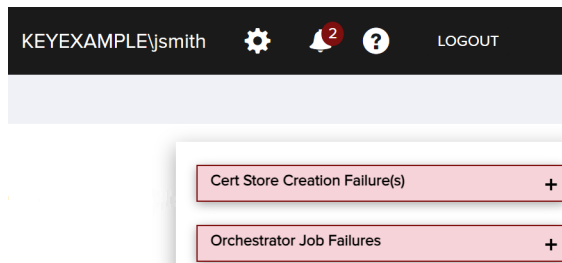 KEYEXAMPLE\jsmith 2 ? LOGOUT
Cert Store Creation Failure(s) +
Orchestrator Job Failures +